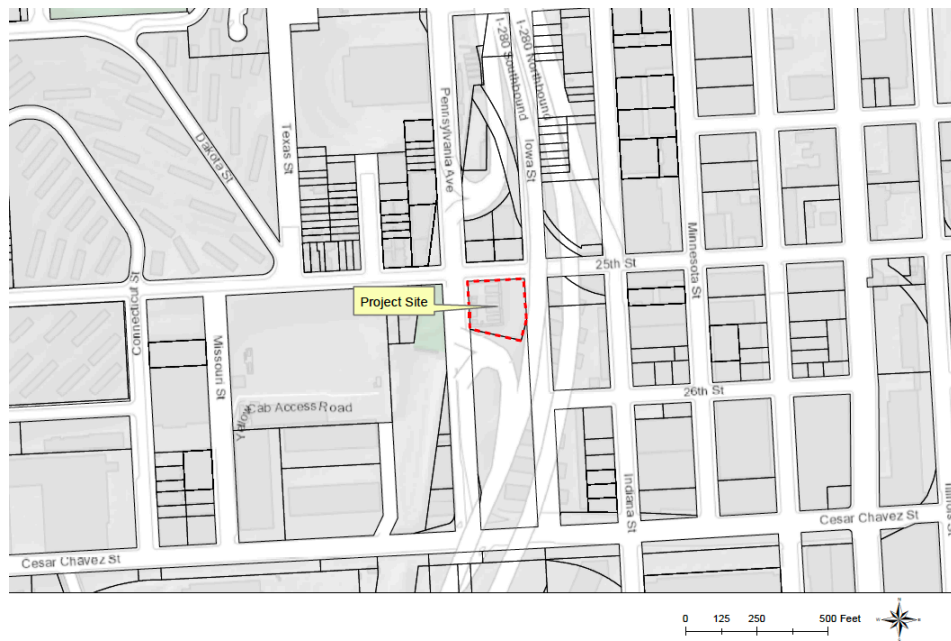 I-280 Southbound
I-280 Northbound
Pennsylvania Ave
Iowa St
Texas St
Dakota St
Minnesota St
25th St
Connecticut St
Project Site
Missouri St
26th St
Yellow
Cab Access Road
Indiana St
Cesar Chavez St
Cesar Chavez St
0 125 250 500 Feet